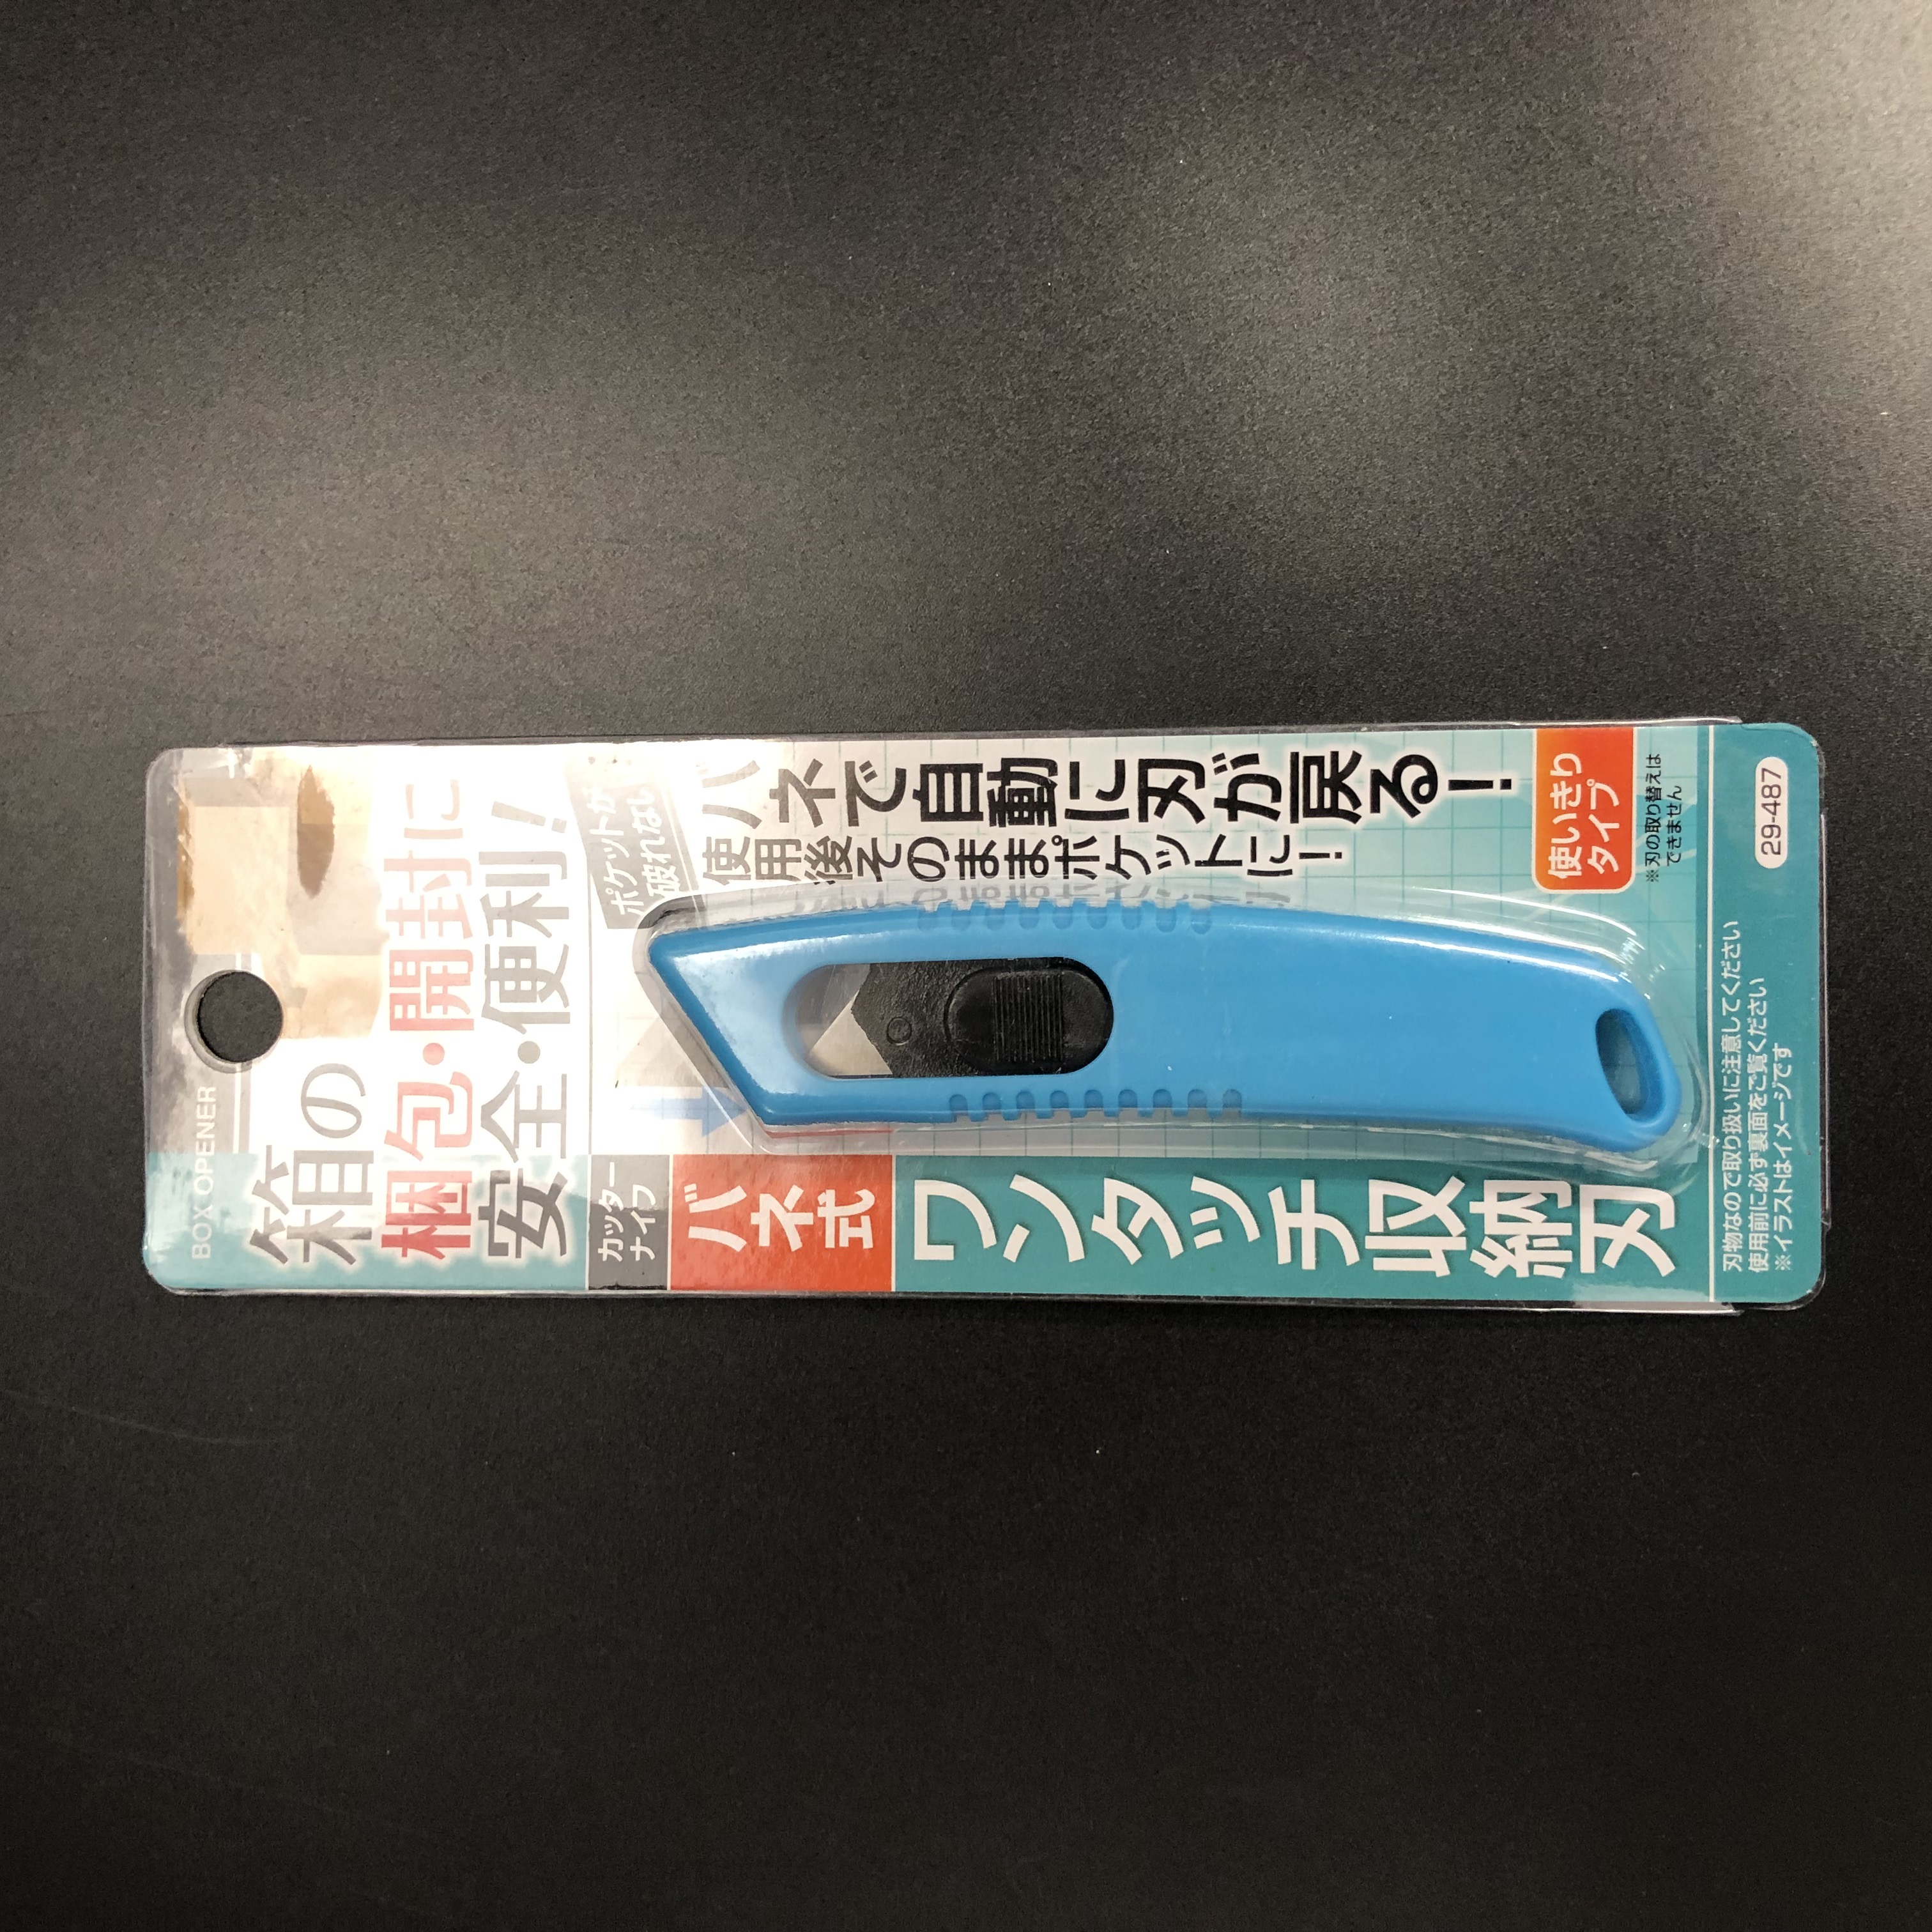 BOX OPENER
箱の
梱包・開封に
安全・便利!
カッター
ナイフ
ポケットが
破れない
バネ式
ワンタッチ収納刃
バネで自動に刃が戻る!
使用後そのままポケットに!
使いきり
タイプ
※刃の取り替えは
できません
刃物なので取り扱いに注意してください
使用前に必ず裏面をご覧ください
※イラストはイメージです
29-487